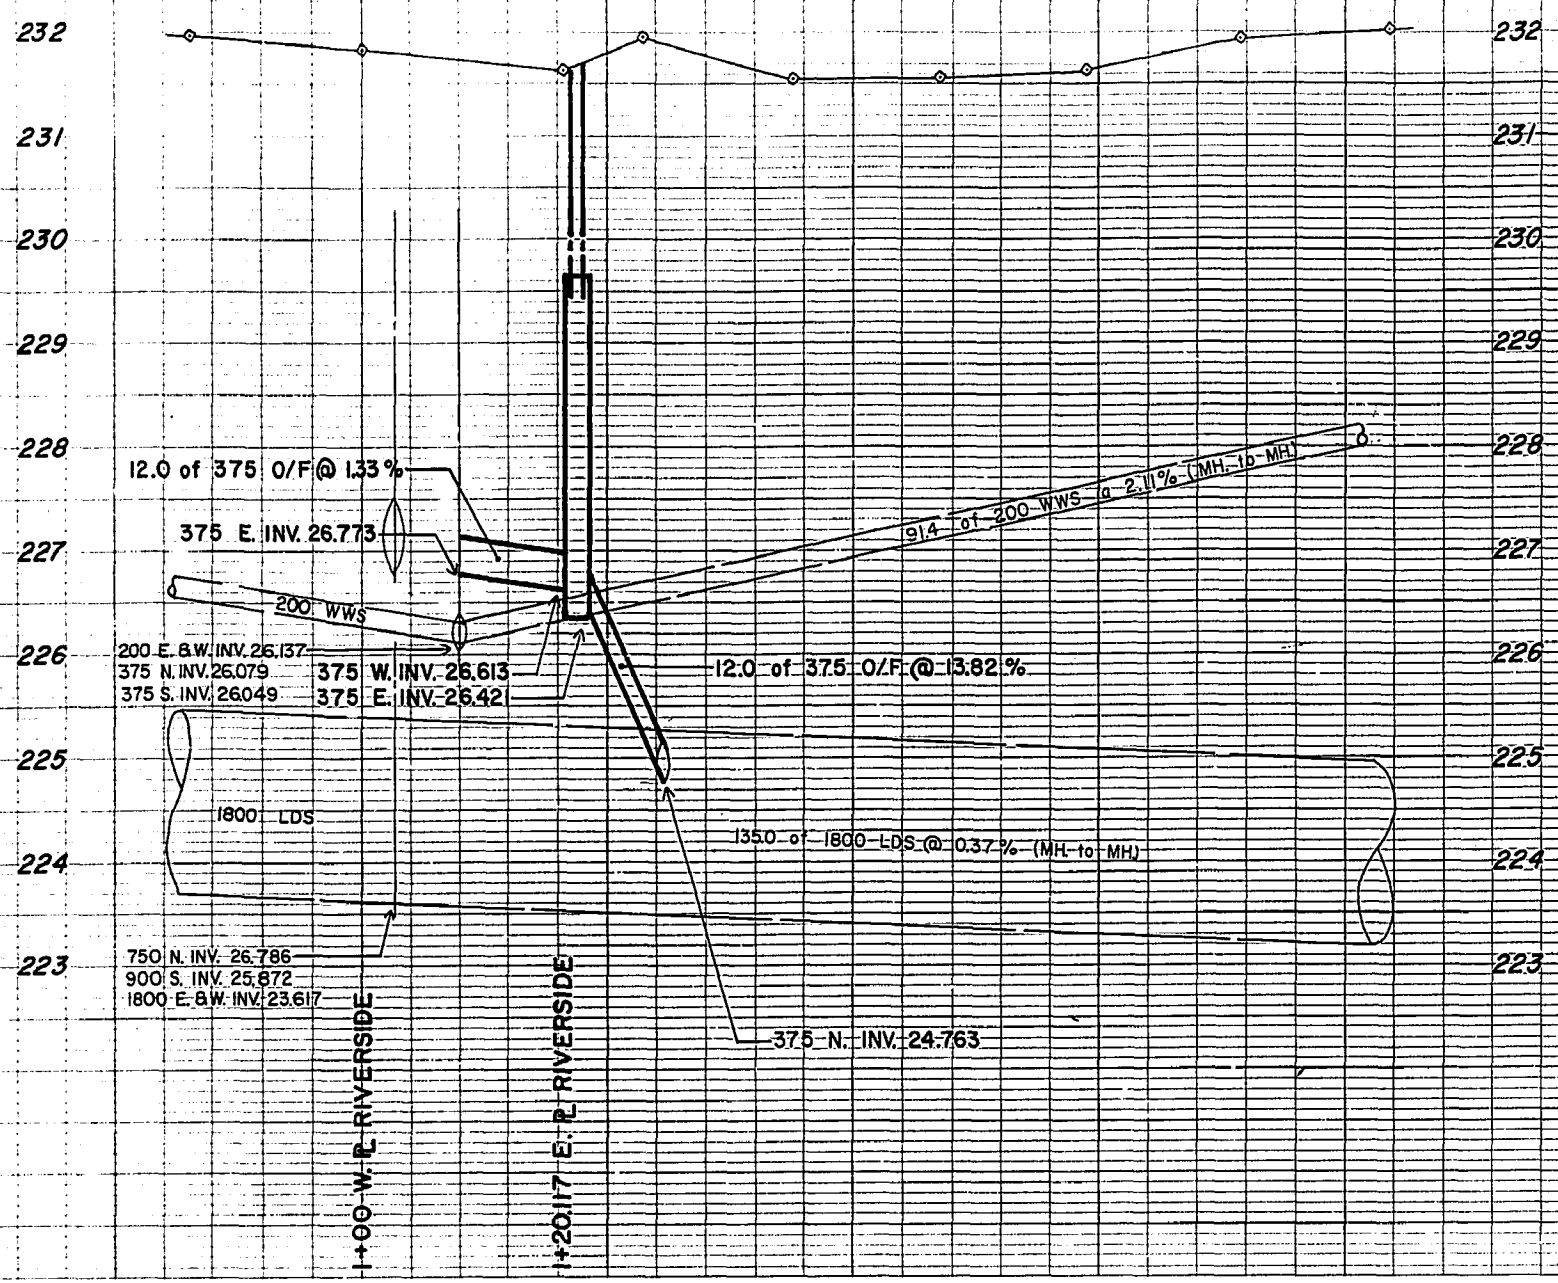 232 232
231 231
230 230
229 229
228 228
12.0 of 375 O/F @ 1.33 %
91.4 of 200 WWS @ 2.11% (MH. to MH.)
375 E. INV. 26.773
227 227
200 WWS
200 E. & W. INV. 26.137
226 226
375 N. INV. 26.079
375 S. INV. 26.049
375 W. INV. 26.613
375 E. INV. 26.421
12.0 of 375 O/F @ 13.82 %
225 225
1800 LDS
135.0 of 1800 LDS @ 0.37 % (MH. to MH.)
224 224
750 N. INV. 26.786
900 S. INV. 25.872
1800 E. & W. INV. 23.617
223 223
375 N. INV. 24.763
1+00 W. PL RIVERSIDE
1+20.117 E. PL RIVERSIDE